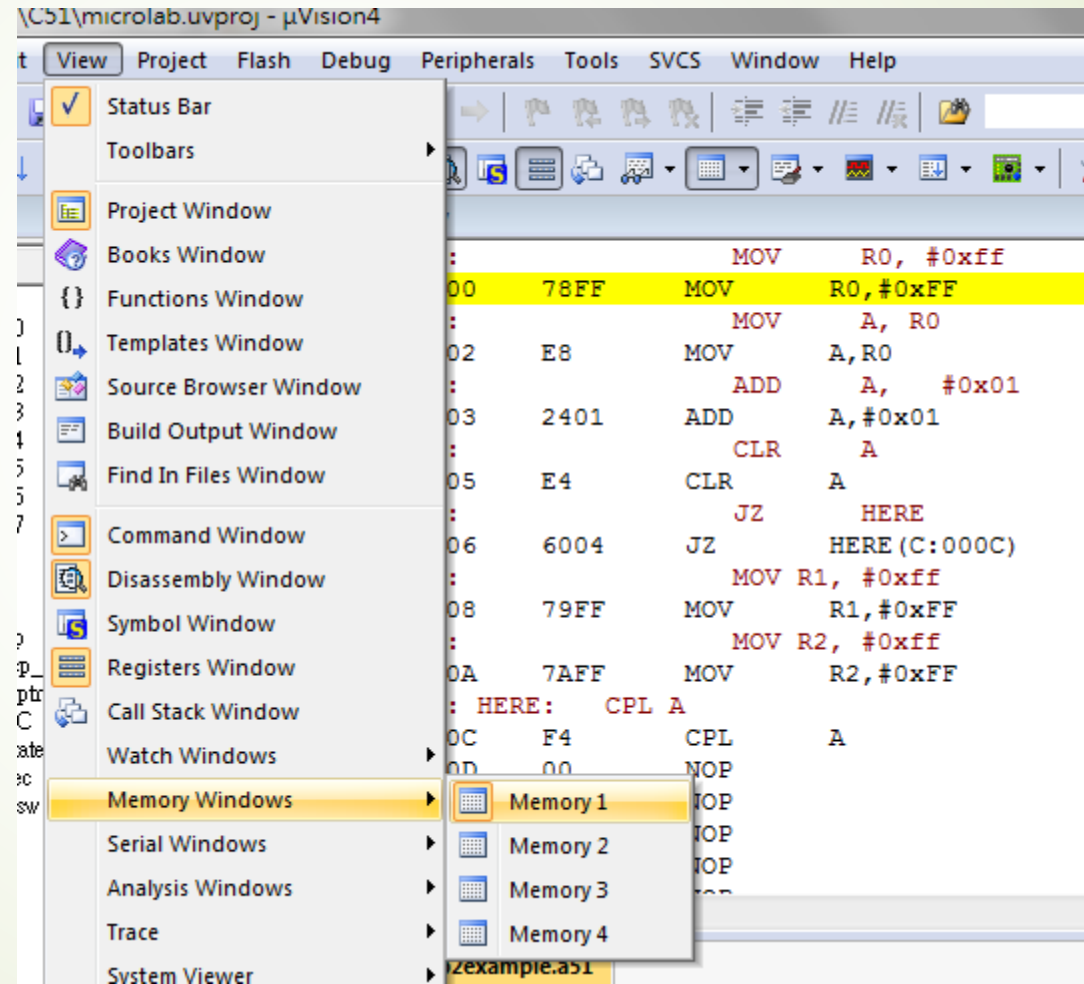 \C51\microlab.uvproj - µVision4
t View Project Flash Debug Peripherals Tools SVCS Window Help
Status Bar
Toolbars
Project Window
Books Window
Functions Window
Templates Window
Source Browser Window
Build Output Window
Find In Files Window
Command Window
Disassembly Window
Symbol Window
Registers Window
Call Stack Window
Watch Windows
Memory Windows
Serial Windows
Analysis Windows
Trace
System Viewer
Memory 1
Memory 2
Memory 3
Memory 4
: MOV R0, #0xff
00 78FF MOV R0,#0xFF
: MOV A, R0
02 E8 MOV A,R0
: ADD A, #0x01
03 2401 ADD A,#0x01
: CLR A
05 E4 CLR A
: JZ HERE
06 6004 JZ HERE(C:000C)
: MOV R1, #0xff
08 79FF MOV R1,#0xFF
: MOV R2, #0xff
0A 7AFF MOV R2,#0xFF
: HERE: CPL A
0C F4 CPL A
0D 00 NOP
NOP
NOP
NOP
2example.a51